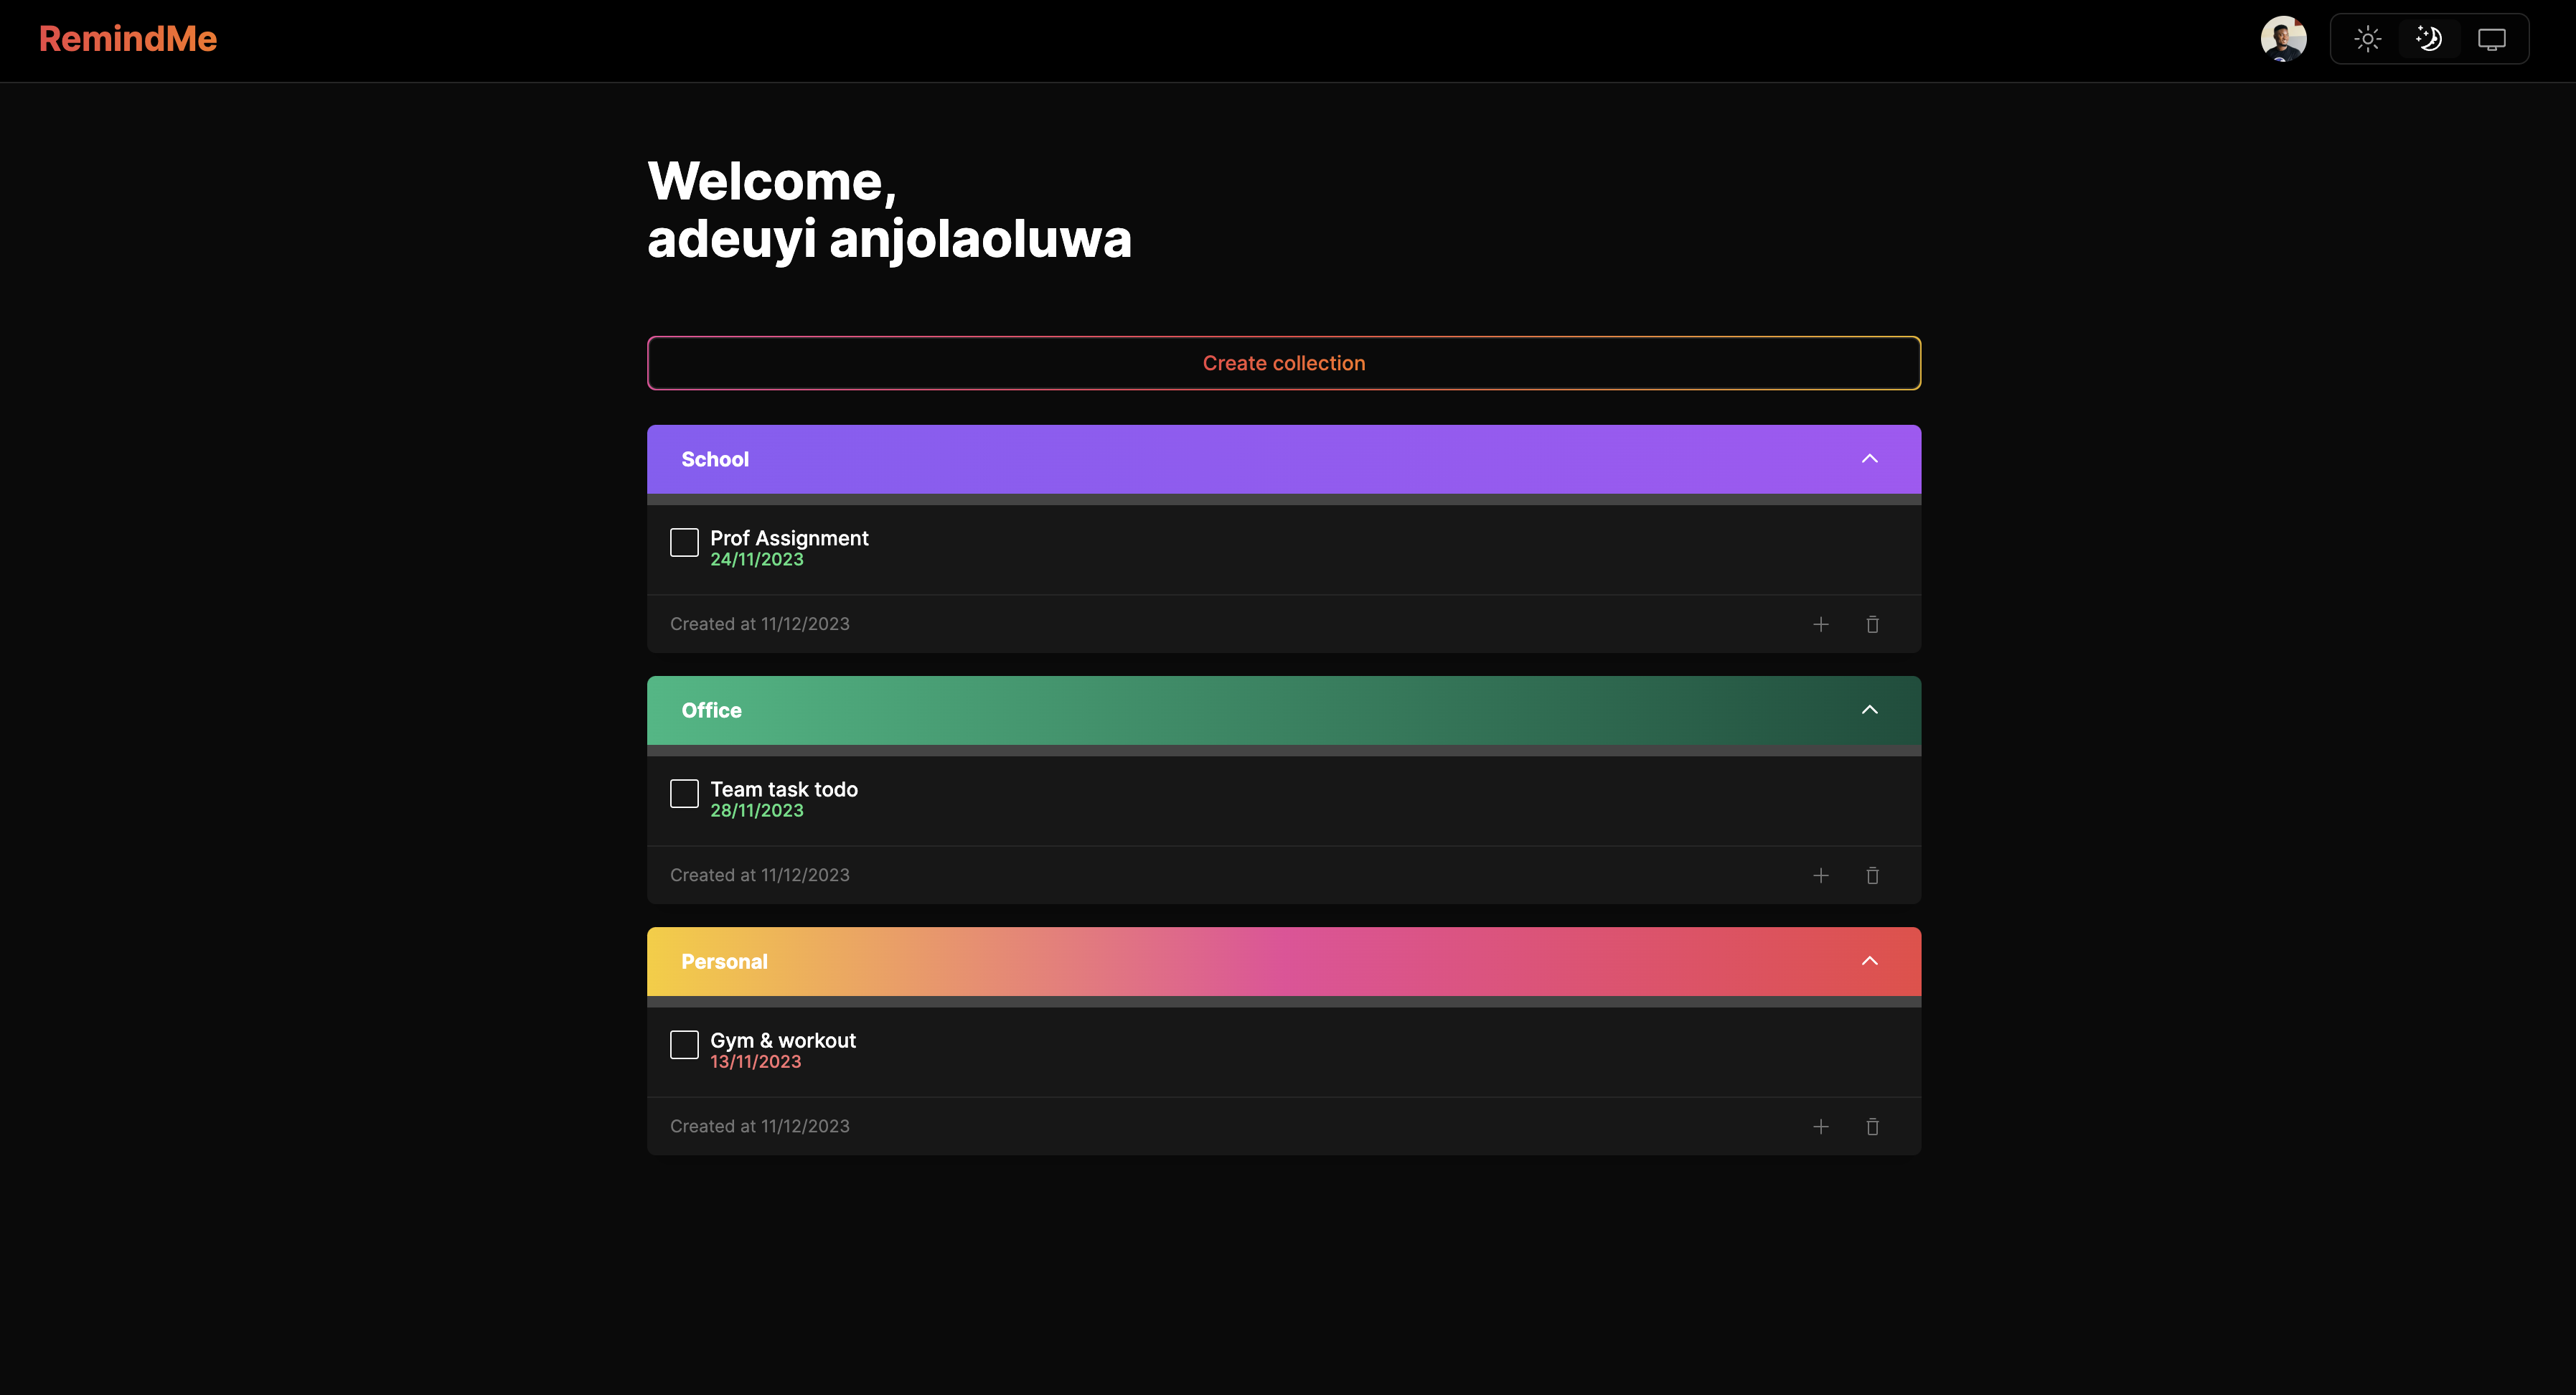 RemindMe
Welcome,
adeuyi anjolaoluwa
Create collection
School
Prof Assignment
24/11/2023
Created at 11/12/2023
Office
Team task todo
28/11/2023
Created at 11/12/2023
Personal
Gym & workout
13/11/2023
Created at 11/12/2023